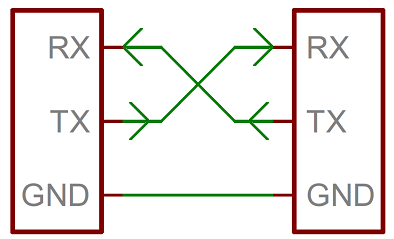 RX RX
TX TX
GND GND